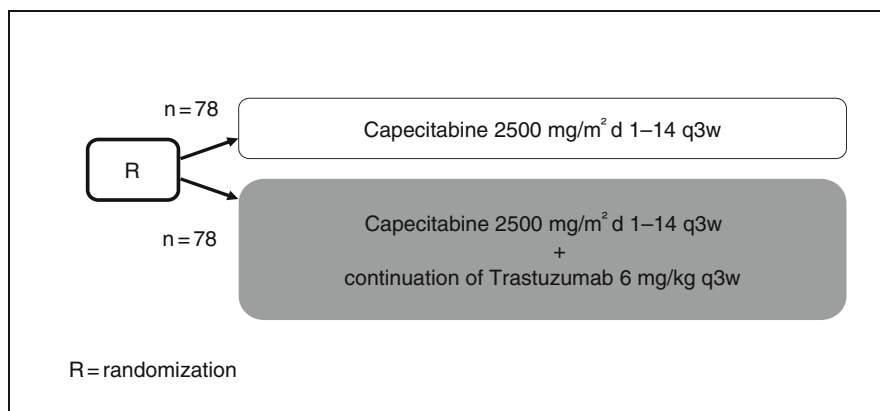 n = 78
Capecitabine 2500 mg/m² d 1–14 q3w
R
Capecitabine 2500 mg/m² d 1–14 q3w
+
continuation of Trastuzumab 6 mg/kg q3w
n = 78
R = randomization